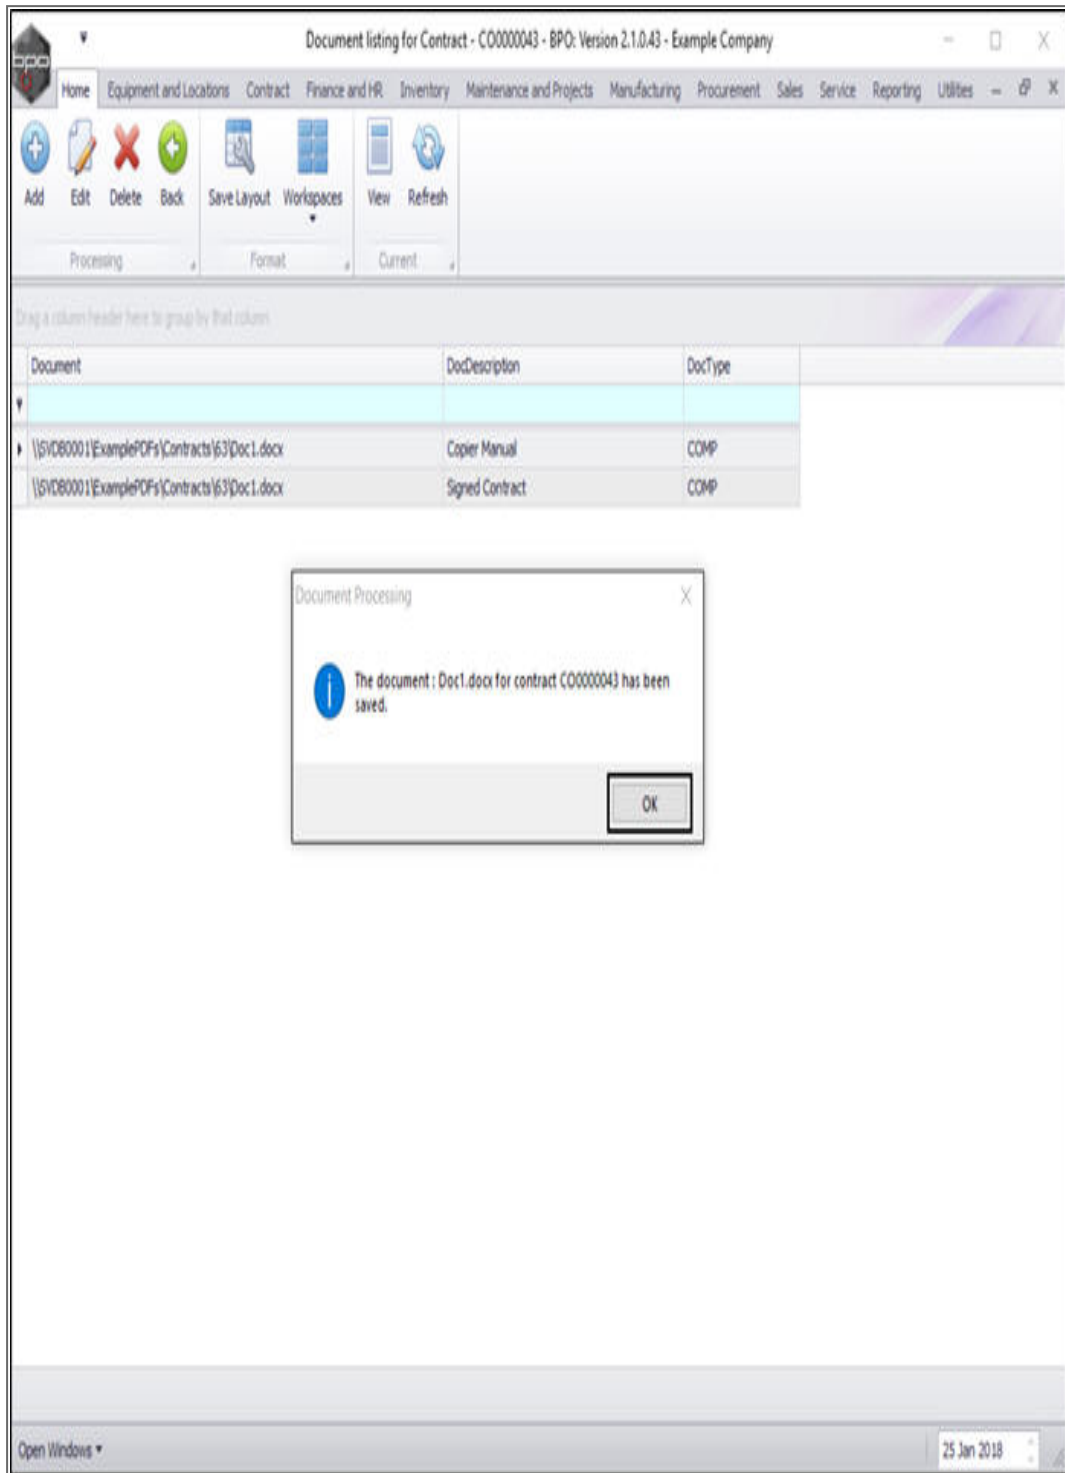 bpo
Document listing for Contract - CO0000043 - BPO: Version 2.1.0.43 - Example Company
Home Equipment and Locations Contract Finance and HR Inventory Maintenance and Projects Manufacturing Procurement Sales Service Reporting Utilities
Add Edit Delete Back Save Layout Workspaces View Refresh
Processing Format Current
Drag a column header here to group by that column
Document DocDescription DocType
\\SVDB0001\ExamplePDFs\Contracts\63\Doc1.docx Copier Manual COMP
\\SVDB0001\ExamplePDFs\Contracts\63\Doc1.docx Signed Contract COMP
Document Processing
The document : Doc1.docx for contract CO0000043 has been
saved.
OK
Open Windows
25 Jan 2018